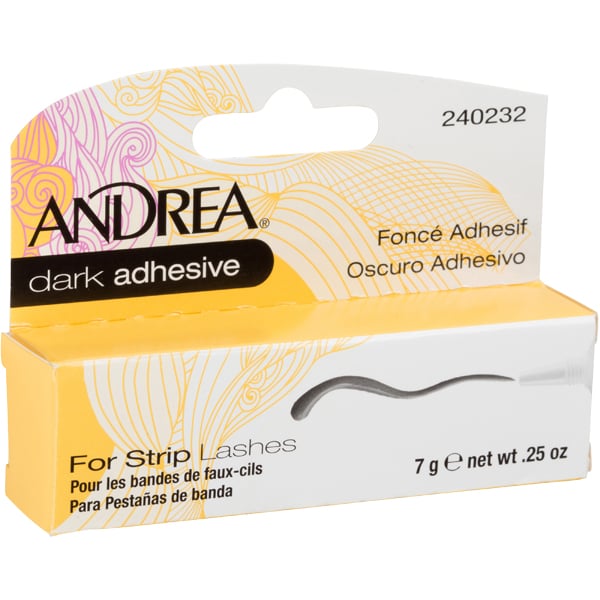 240232
ANDREA®
dark adhesive
Foncé Adhesif
Oscuro Adhesivo
For Strip Lashes
Pour les bandes de faux-cils
Para Pestañas de banda
7 g ℮ net wt .25 oz